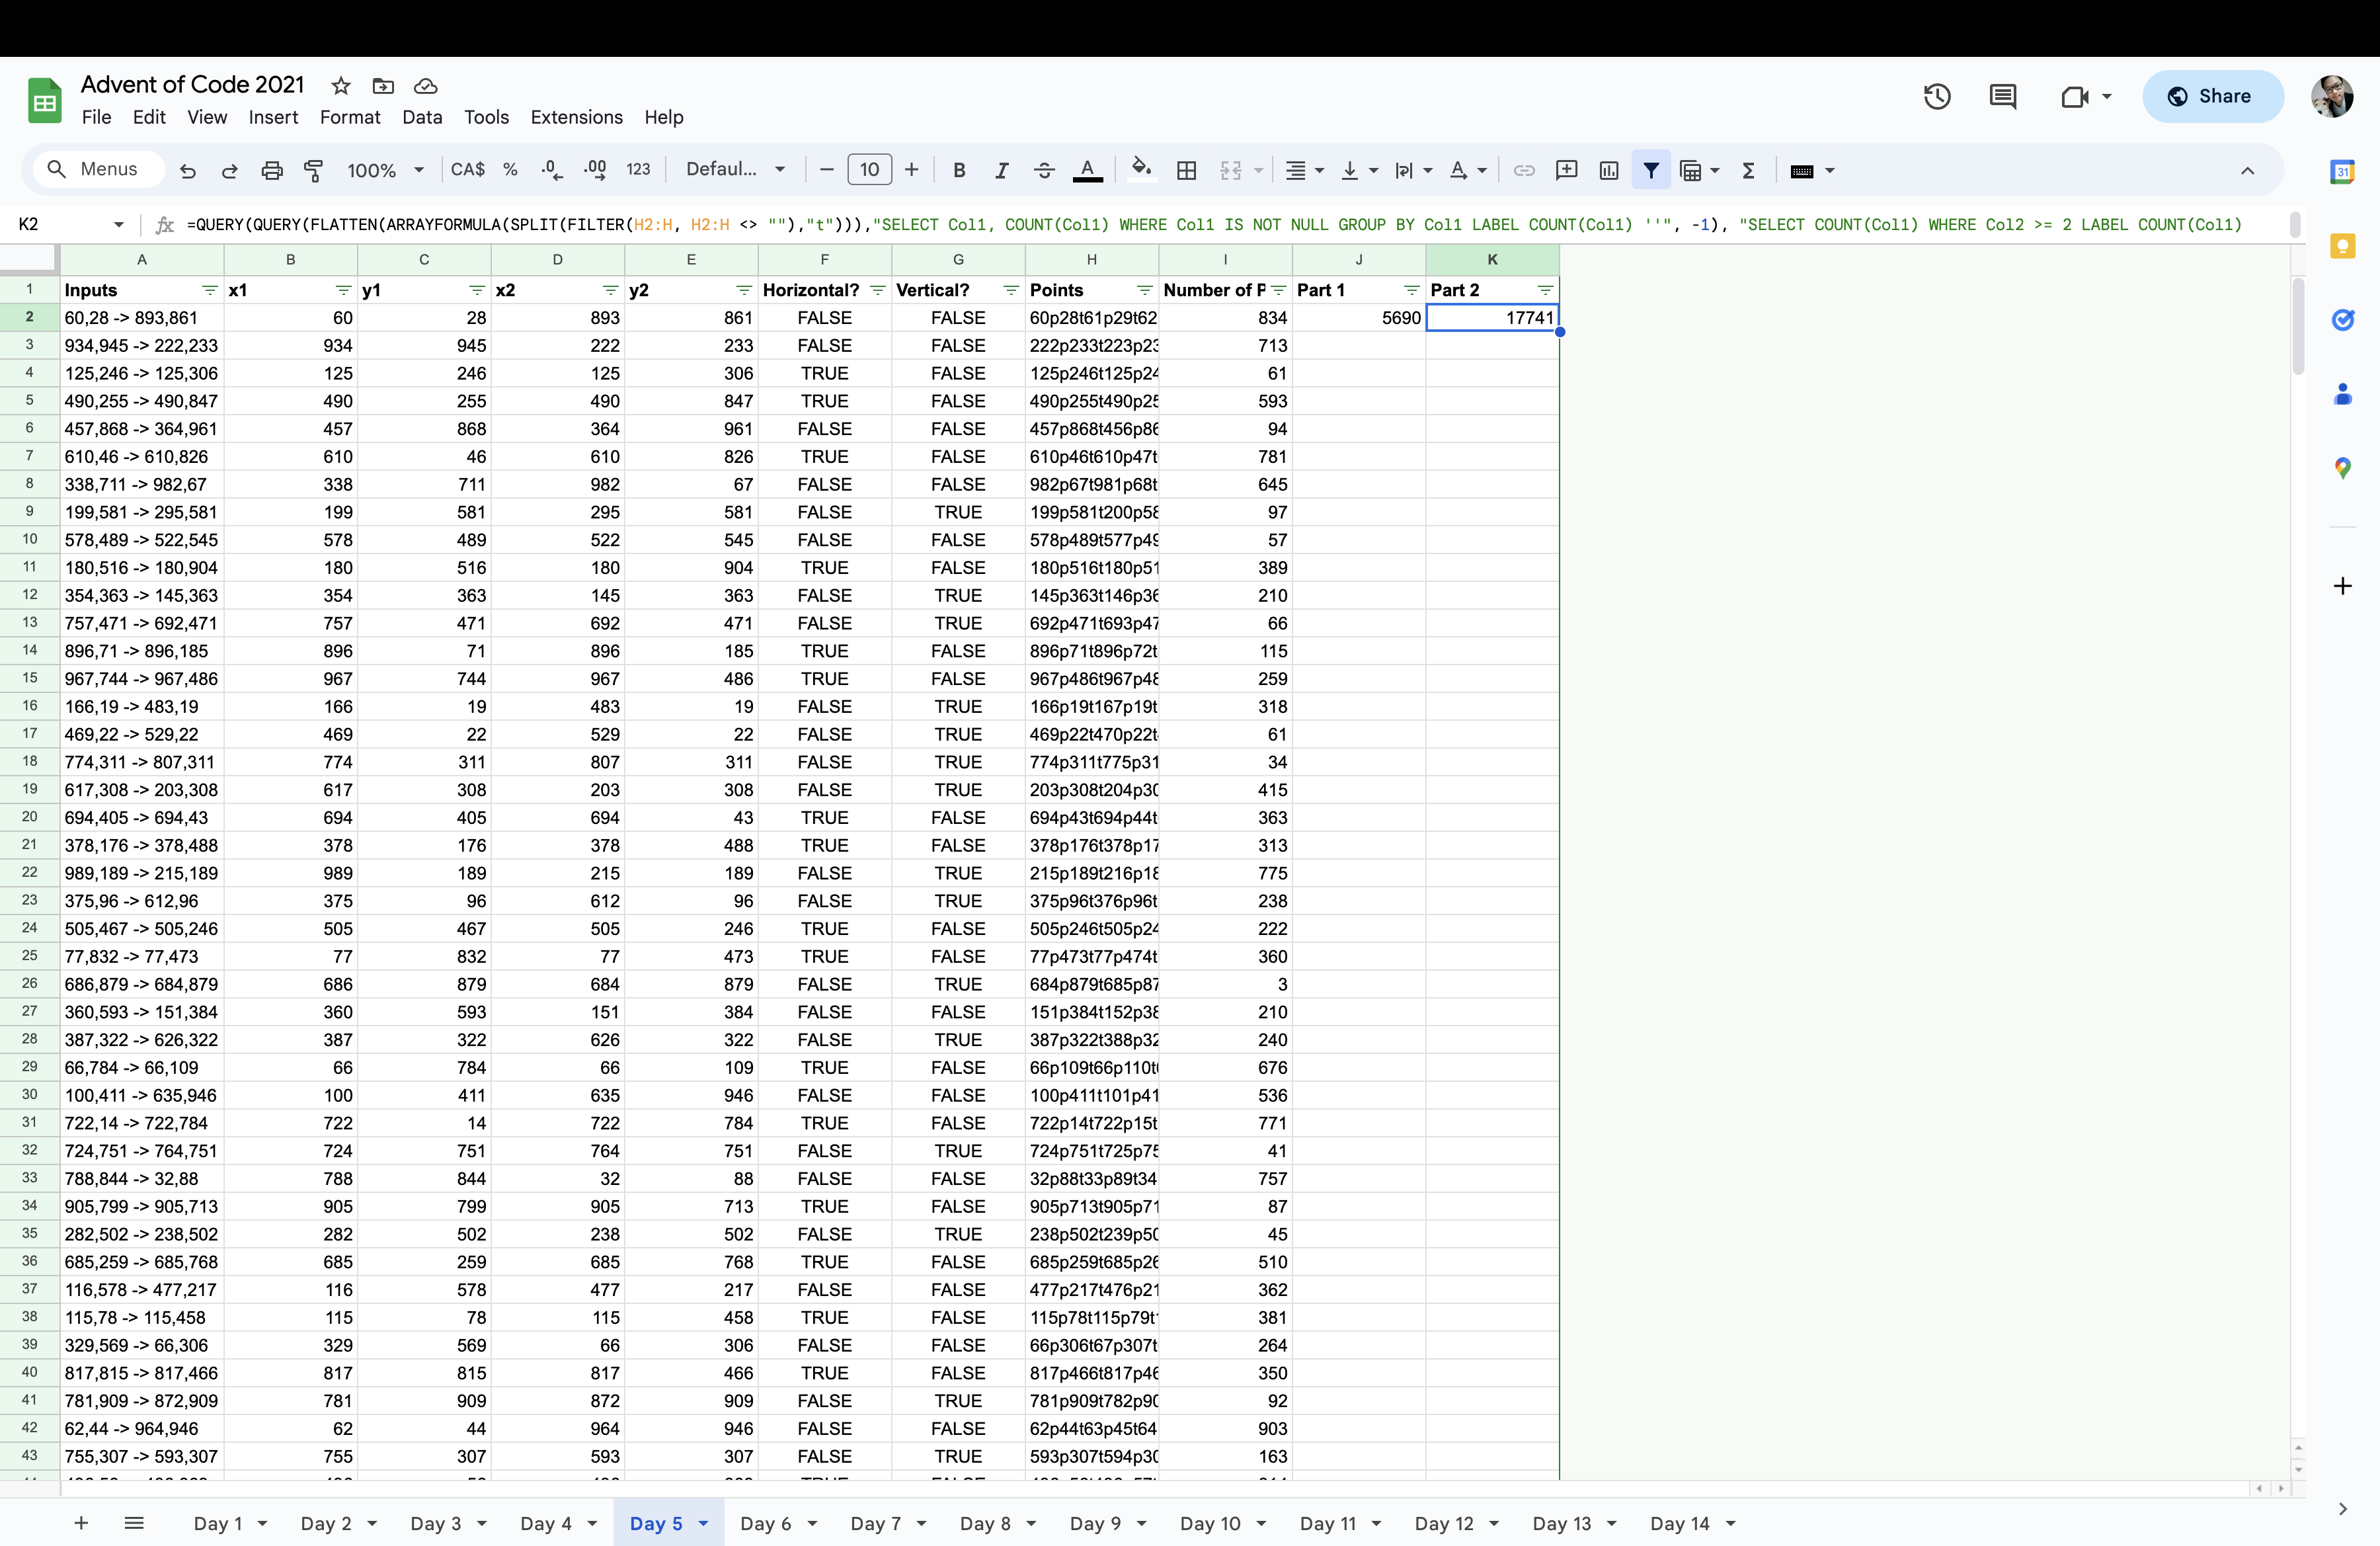 Advent of Code 2021
File Edit View Insert Format Data Tools Extensions Help
Share
Menus 100% CA$ % .0 .00 123 Defaul... 10 B I A
31
K2 fx =QUERY(QUERY(FLATTEN(ARRAYFORMULA(SPLIT(FILTER(H2:H, H2:H <> ""),"t"))),"SELECT Col1, COUNT(Col1) WHERE Col1 IS NOT NULL GROUP BY Col1 LABEL COUNT(Col1) ''", -1), "SELECT COUNT(Col1) WHERE Col2 >= 2 LABEL COUNT(Col1)
A B C D E F G H I J K
1 Inputs x1 y1 x2 y2 Horizontal? Vertical? Points Number of P Part 1 Part 2
2 60,28 -> 893,861 60 28 893 861 FALSE FALSE 60p28t61p29t62 834 5690 17741
3 934,945 -> 222,233 934 945 222 233 FALSE FALSE 222p233t223p23 713
4 125,246 -> 125,306 125 246 125 306 TRUE FALSE 125p246t125p24 61
5 490,255 -> 490,847 490 255 490 847 TRUE FALSE 490p255t490p25 593
6 457,868 -> 364,961 457 868 364 961 FALSE FALSE 457p868t456p86 94
7 610,46 -> 610,826 610 46 610 826 TRUE FALSE 610p46t610p47t 781
8 338,711 -> 982,67 338 711 982 67 FALSE FALSE 982p67t981p68t 645
9 199,581 -> 295,581 199 581 295 581 FALSE TRUE 199p581t200p58 97
10 578,489 -> 522,545 578 489 522 545 FALSE FALSE 578p489t577p49 57
11 180,516 -> 180,904 180 516 180 904 TRUE FALSE 180p516t180p51 389
12 354,363 -> 145,363 354 363 145 363 FALSE TRUE 145p363t146p36 210
13 757,471 -> 692,471 757 471 692 471 FALSE TRUE 692p471t693p47 66
14 896,71 -> 896,185 896 71 896 185 TRUE FALSE 896p71t896p72t 115
15 967,744 -> 967,486 967 744 967 486 TRUE FALSE 967p486t967p48 259
16 166,19 -> 483,19 166 19 483 19 FALSE TRUE 166p19t167p19t 318
17 469,22 -> 529,22 469 22 529 22 FALSE TRUE 469p22t470p22t 61
18 774,311 -> 807,311 774 311 807 311 FALSE TRUE 774p311t775p31 34
19 617,308 -> 203,308 617 308 203 308 FALSE TRUE 203p308t204p30 415
20 694,405 -> 694,43 694 405 694 43 TRUE FALSE 694p43t694p44t 363
21 378,176 -> 378,488 378 176 378 488 TRUE FALSE 378p176t378p17 313
22 989,189 -> 215,189 989 189 215 189 FALSE TRUE 215p189t216p18 775
23 375,96 -> 612,96 375 96 612 96 FALSE TRUE 375p96t376p96t 238
24 505,467 -> 505,246 505 467 505 246 TRUE FALSE 505p246t505p24 222
25 77,832 -> 77,473 77 832 77 473 TRUE FALSE 77p473t77p474t 360
26 686,879 -> 684,879 686 879 684 879 FALSE TRUE 684p879t685p87 3
27 360,593 -> 151,384 360 593 151 384 FALSE FALSE 151p384t152p38 210
28 387,322 -> 626,322 387 322 626 322 FALSE TRUE 387p322t388p32 240
29 66,784 -> 66,109 66 784 66 109 TRUE FALSE 66p109t66p110t 676
30 100,411 -> 635,946 100 411 635 946 FALSE FALSE 100p411t101p41 536
31 722,14 -> 722,784 722 14 722 784 TRUE FALSE 722p14t722p15t 771
32 724,751 -> 764,751 724 751 764 751 FALSE TRUE 724p751t725p75 41
33 788,844 -> 32,88 788 844 32 88 FALSE FALSE 32p88t33p89t34 757
34 905,799 -> 905,713 905 799 905 713 TRUE FALSE 905p713t905p71 87
35 282,502 -> 238,502 282 502 238 502 FALSE TRUE 238p502t239p50 45
36 685,259 -> 685,768 685 259 685 768 TRUE FALSE 685p259t685p26 510
37 116,578 -> 477,217 116 578 477 217 FALSE FALSE 477p217t476p21 362
38 115,78 -> 115,458 115 78 115 458 TRUE FALSE 115p78t115p79t 381
39 329,569 -> 66,306 329 569 66 306 FALSE FALSE 66p306t67p307t 264
40 817,815 -> 817,466 817 815 817 466 TRUE FALSE 817p466t817p46 350
41 781,909 -> 872,909 781 909 872 909 FALSE TRUE 781p909t782p90 92
42 62,44 -> 964,946 62 44 964 946 FALSE FALSE 62p44t63p45t64 903
43 755,307 -> 593,307 755 307 593 307 FALSE TRUE 593p307t594p30 163
Day 1 Day 2 Day 3 Day 4 Day 5 Day 6 Day 7 Day 8 Day 9 Day 10 Day 11 Day 12 Day 13 Day 14